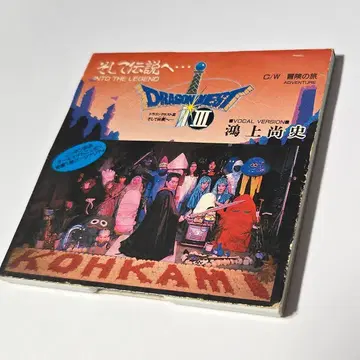 そして伝説へ…
INTO THE LEGEND
C/W 冒険の旅
ADVENTURE
DRAGON QUEST
III
ドラゴンクエストIII
そして伝説へ…
■VOCAL VERSION■
鴻上尚史
KOHKAMI